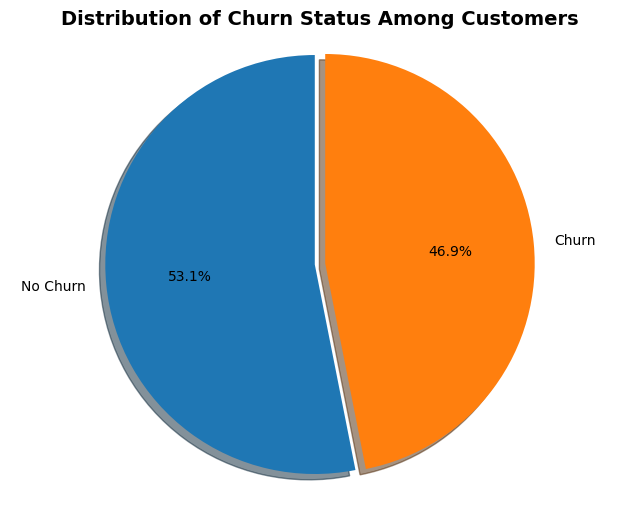 Distribution of Churn Status Among Customers
Churn
46.9%
53.1%
No Churn